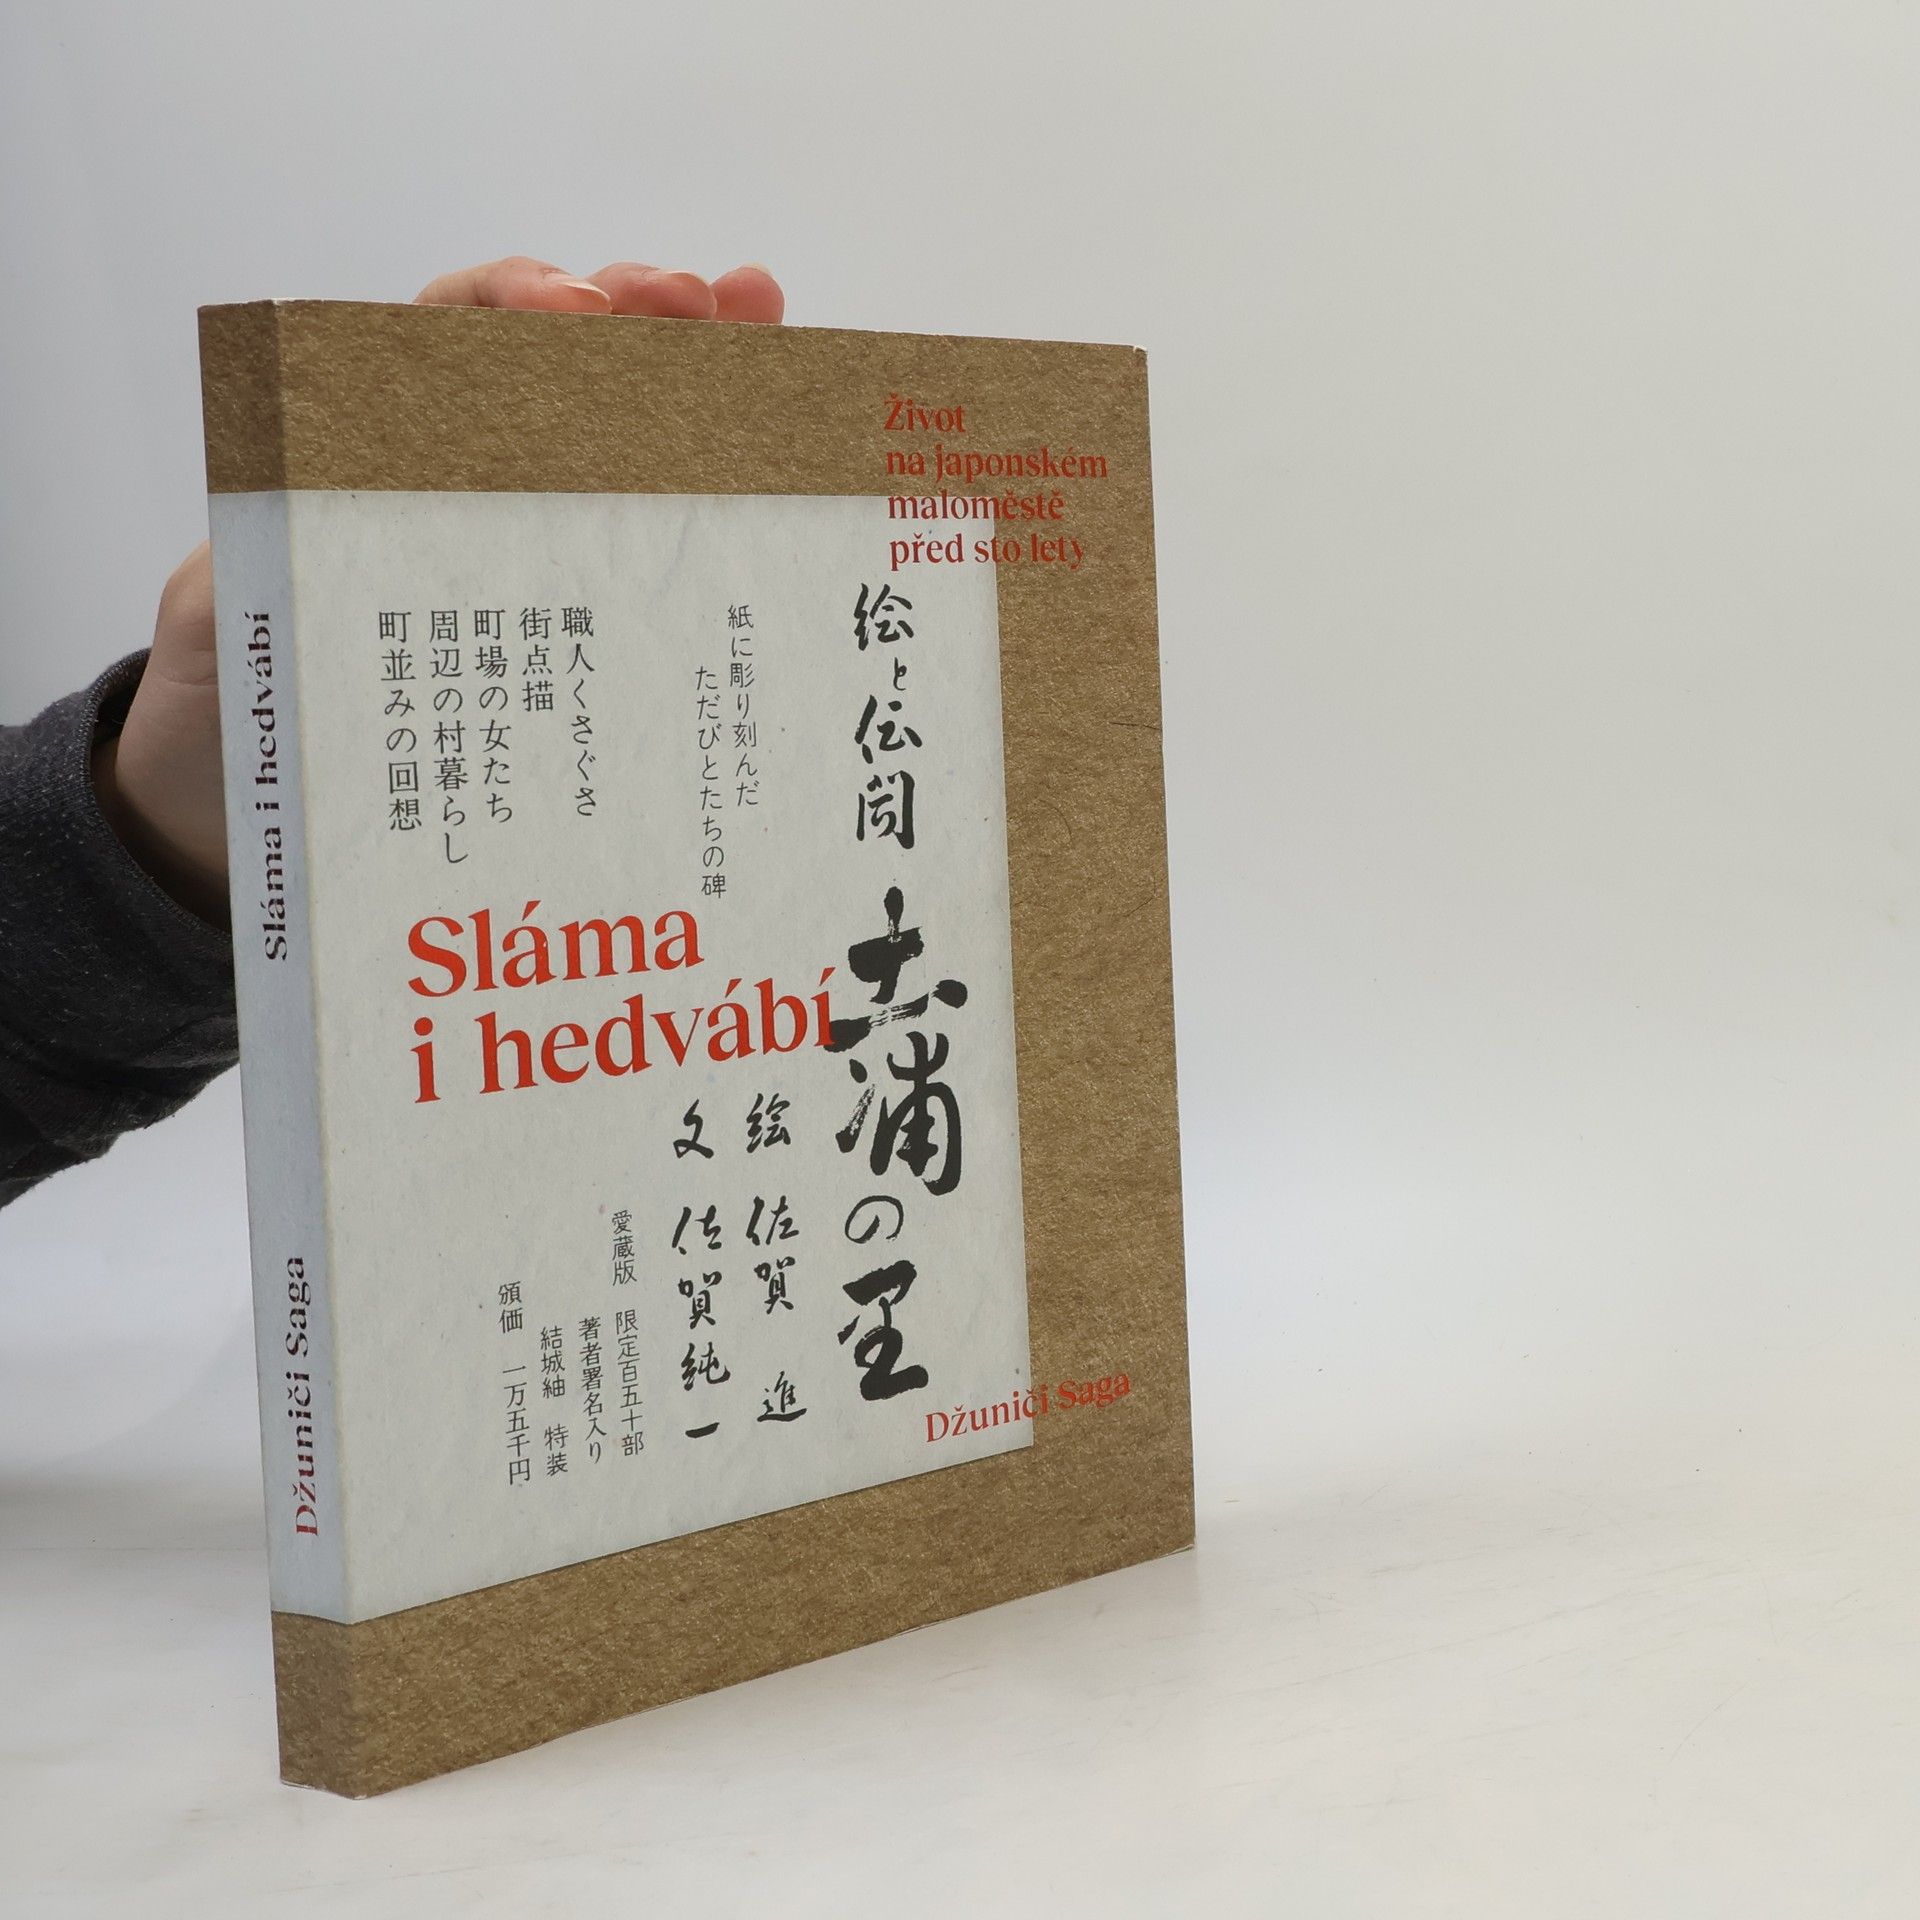 Život
na japonském
maloměstě
před sto lety
絵と伝聞 土浦の里
紙に彫り刻んだ
ただびとたちの碑
職人くさぐさ
街点描
町場の女たち
周辺の村暮らし
町並みの回想
Sláma
i hedvábí
絵 佐賀 進
文 佐賀純一
愛蔵版 限定百五十部
著者署名入り
結城紬 特装
頒価 一万五千円
Džuniči Saga
Sláma i hedvábí
Džuniči Saga